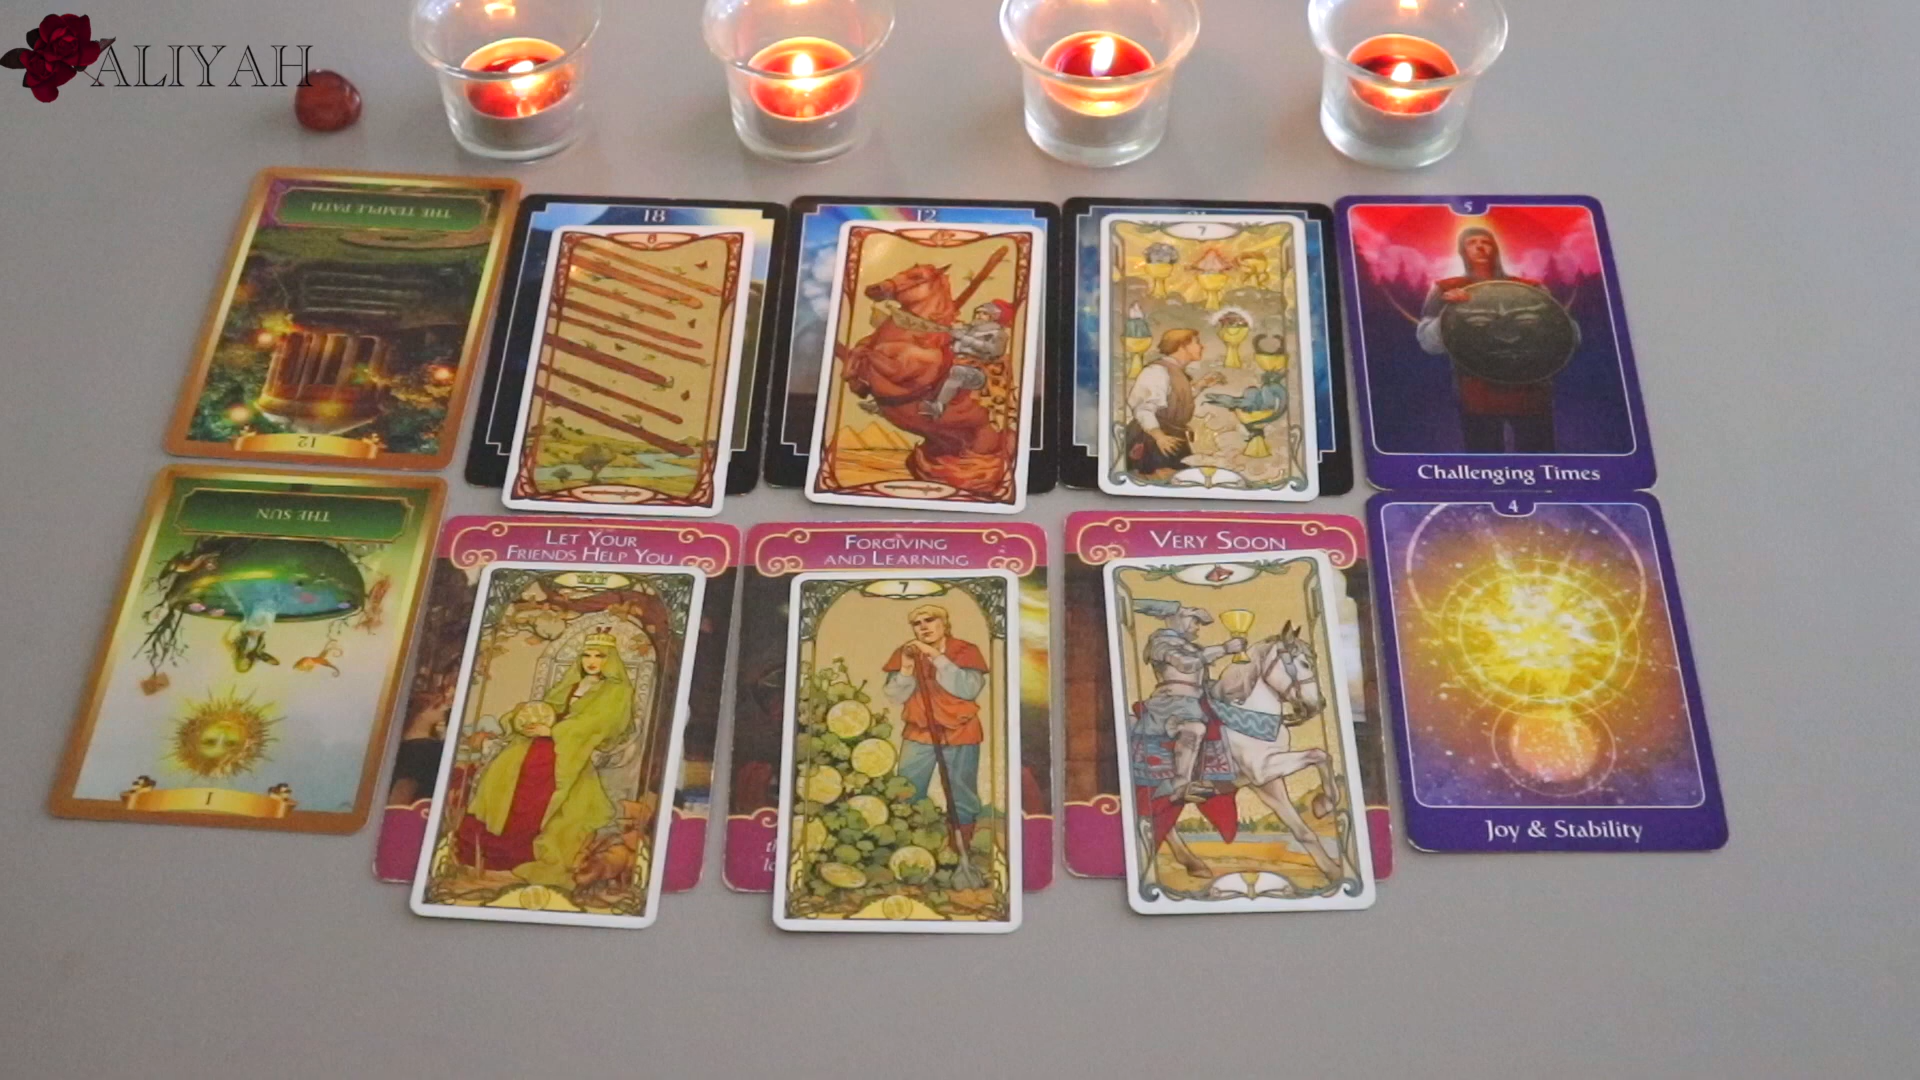 ALIYAH
THE TEMPLE PATH
12
18
8
12
7
5
Challenging Times
THE SUN
1
LET YOUR
FRIENDS HELP YOU
FORGIVING
AND LEARNING
7
VERY SOON
4
Joy & Stability